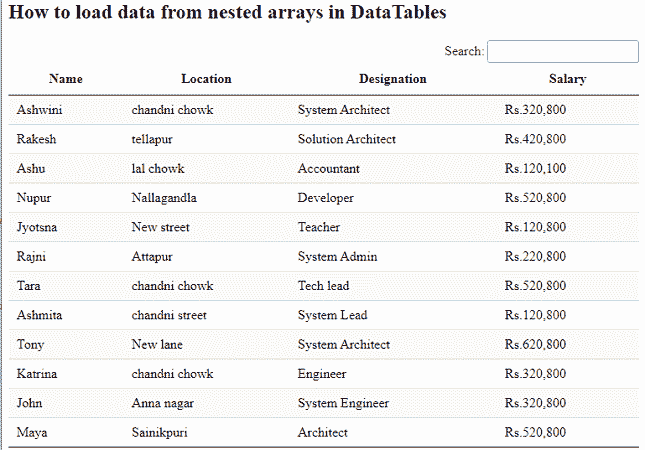 How to load data from nested arrays in DataTables
Search:
Name Location Designation Salary
Ashwini chandni chowk System Architect Rs.320,800
Rakesh tellapur Solution Architect Rs.420,800
Ashu lal chowk Accountant Rs.120,100
Nupur Nallagandla Developer Rs.520,800
Jyotsna New street Teacher Rs.120,800
Rajni Attapur System Admin Rs.220,800
Tara chandni chowk Tech lead Rs.520,800
Ashmita chandni street System Lead Rs.120,800
Tony New lane System Architect Rs.620,800
Katrina chandni chowk Engineer Rs.320,800
John Anna nagar System Engineer Rs.320,800
Maya Sainikpuri Architect Rs.520,800